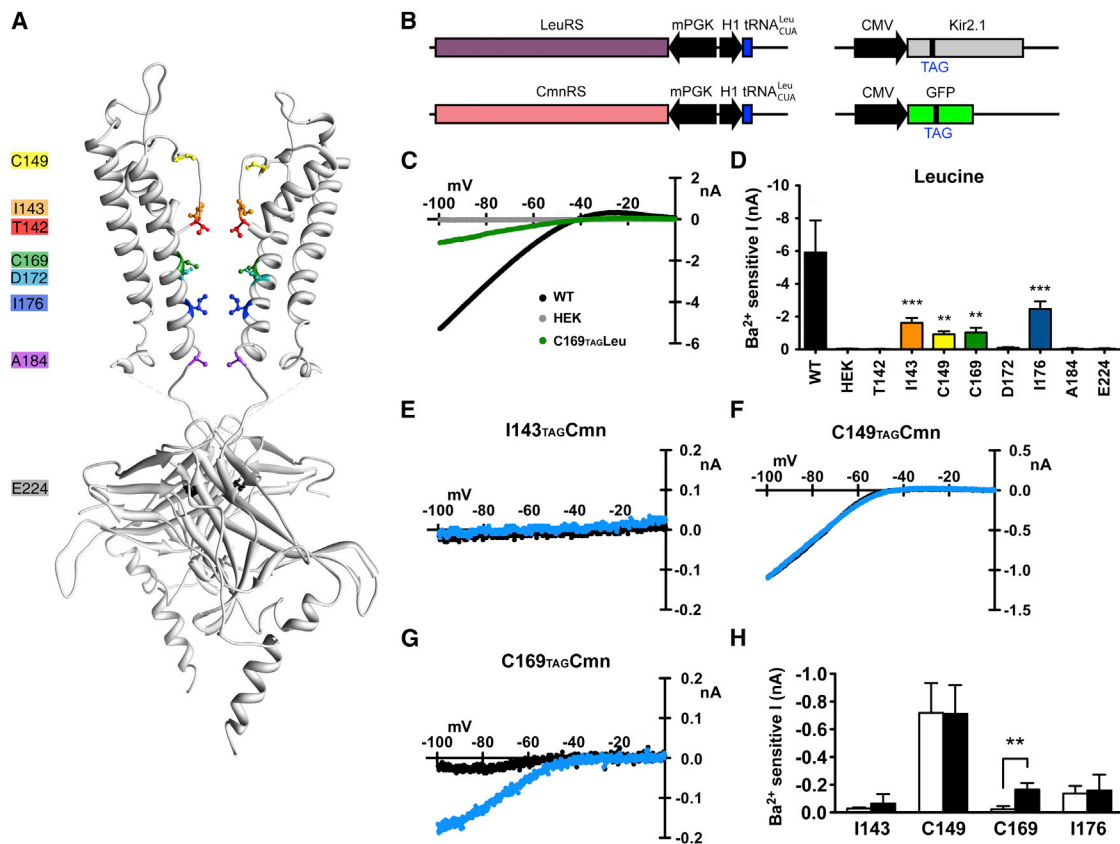 A
C149
I143
T142
C169
D172
I176
A184
E224
B
LeuRS
mPGK
H1
tRNA Leu CUA
CMV
Kir2.1
TAG
CmnRS
mPGK
H1
tRNA Leu CUA
CMV
GFP
TAG
C
mV
nA
-100 -80 -60 -40 -20
2
0
-2
-4
-6
WT
HEK
C169TAGLeu
D
Leucine
Ba2+ sensitive I (nA)
-8
-6
-4
-2
0
*** ** ** ***
WT HEK T142 I143 C149 C169 D172 I176 A184 E224
E
I143TAGCmn
mV
nA
-100 -80 -60 -40 -20
0.2
0.1
0.0
-0.1
0.2
F
C149TAGCmn
mV
nA
-100 -80 -60 -40 -20
0.5
0.0
-0.5
-1.0
-1.5
G
C169TAGCmn
mV
nA
-100 -80 -60 -40 -20
0.2
0.1
0.0
-0.1
-0.2
H
Ba2+ sensitive I (nA)
-1.0
-0.8
-0.6
-0.4
-0.2
0.0
**
I143 C149 C169 I176